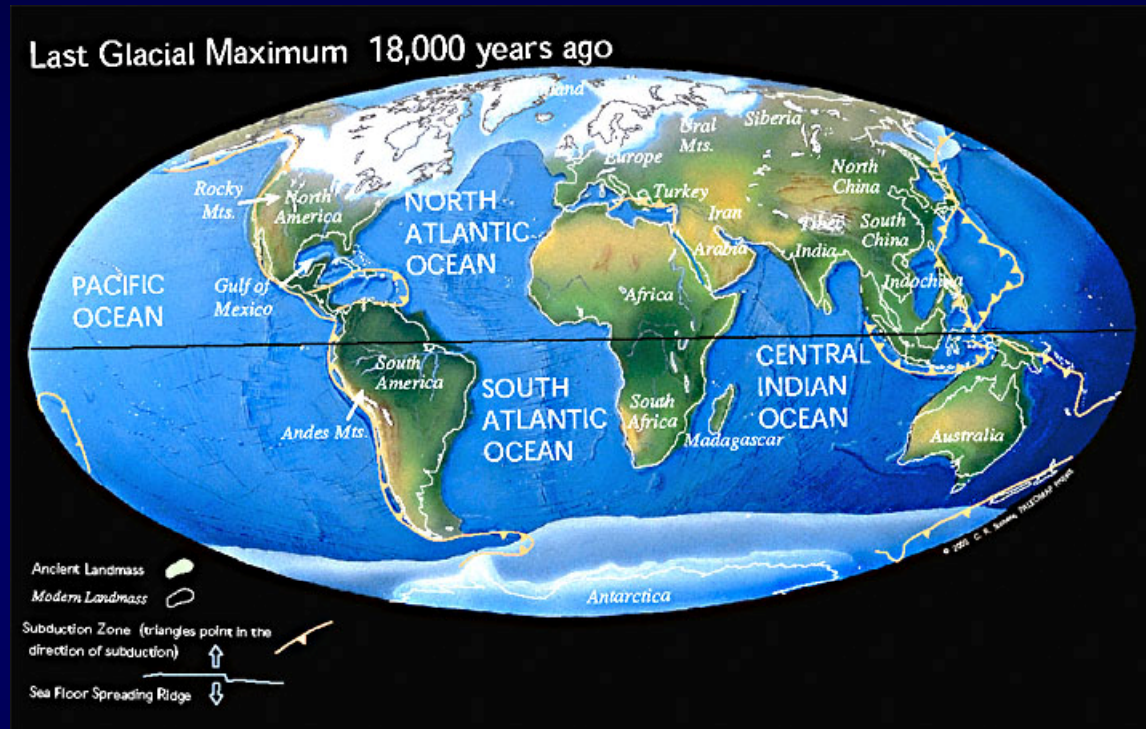 Last Glacial Maximum 18,000 years ago
Siberia
Ural
Mts.
Europe
North
China
Rocky
Mts.
North
America
NORTH
ATLANTIC
OCEAN
Turkey
Iran
Tibet
South
China
Arabia
India
PACIFIC
OCEAN
Gulf of
Mexico
Africa
Indochina
South
America
SOUTH
ATLANTIC
OCEAN
CENTRAL
INDIAN
OCEAN
Andes Mts.
South
Africa
Madagascar
Australia
Antarctica
Ancient Landmass
Modern Landmass
Subduction Zone (triangles point in the
direction of subduction)
Sea Floor Spreading Ridge